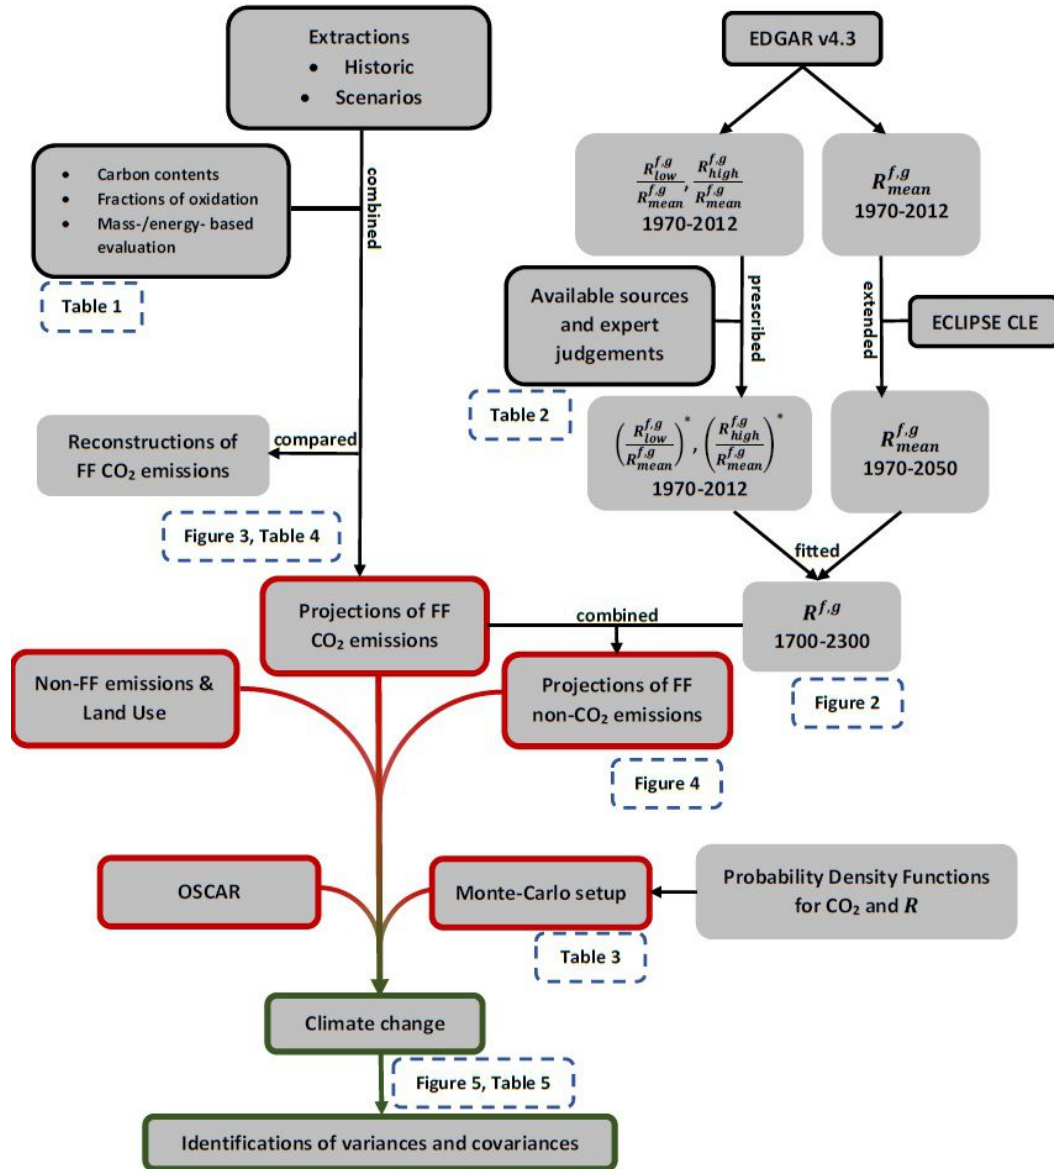 Extractions
• Historic
• Scenarios
EDGAR v4.3
• Carbon contents
• Fractions of oxidation
• Mass-/energy- based
evaluation
combined
Table 1
R^{f,g}_{low}/R^{f,g}_{mean}, R^{f,g}_{high}/R^{f,g}_{mean}
1970-2012
R^{f,g}_{mean}
1970-2012
Available sources
and expert
judgements
prescribed
extended
ECLIPSE CLE
Table 2
(R^{f,g}_{low}/R^{f,g}_{mean})^*, (R^{f,g}_{high}/R^{f,g}_{mean})^*
1970-2012
R^{f,g}_{mean}
1970-2050
Reconstructions of
FF CO₂ emissions
compared
Figure 3, Table 4
fitted
Projections of FF
CO₂ emissions
combined
R^{f,g}
1700-2300
Non-FF emissions &
Land Use
Projections of FF
non-CO₂ emissions
Figure 2
Figure 4
OSCAR
Monte-Carlo setup
Probability Density Functions
for CO₂ and R
Table 3
Climate change
Figure 5, Table 5
Identifications of variances and covariances